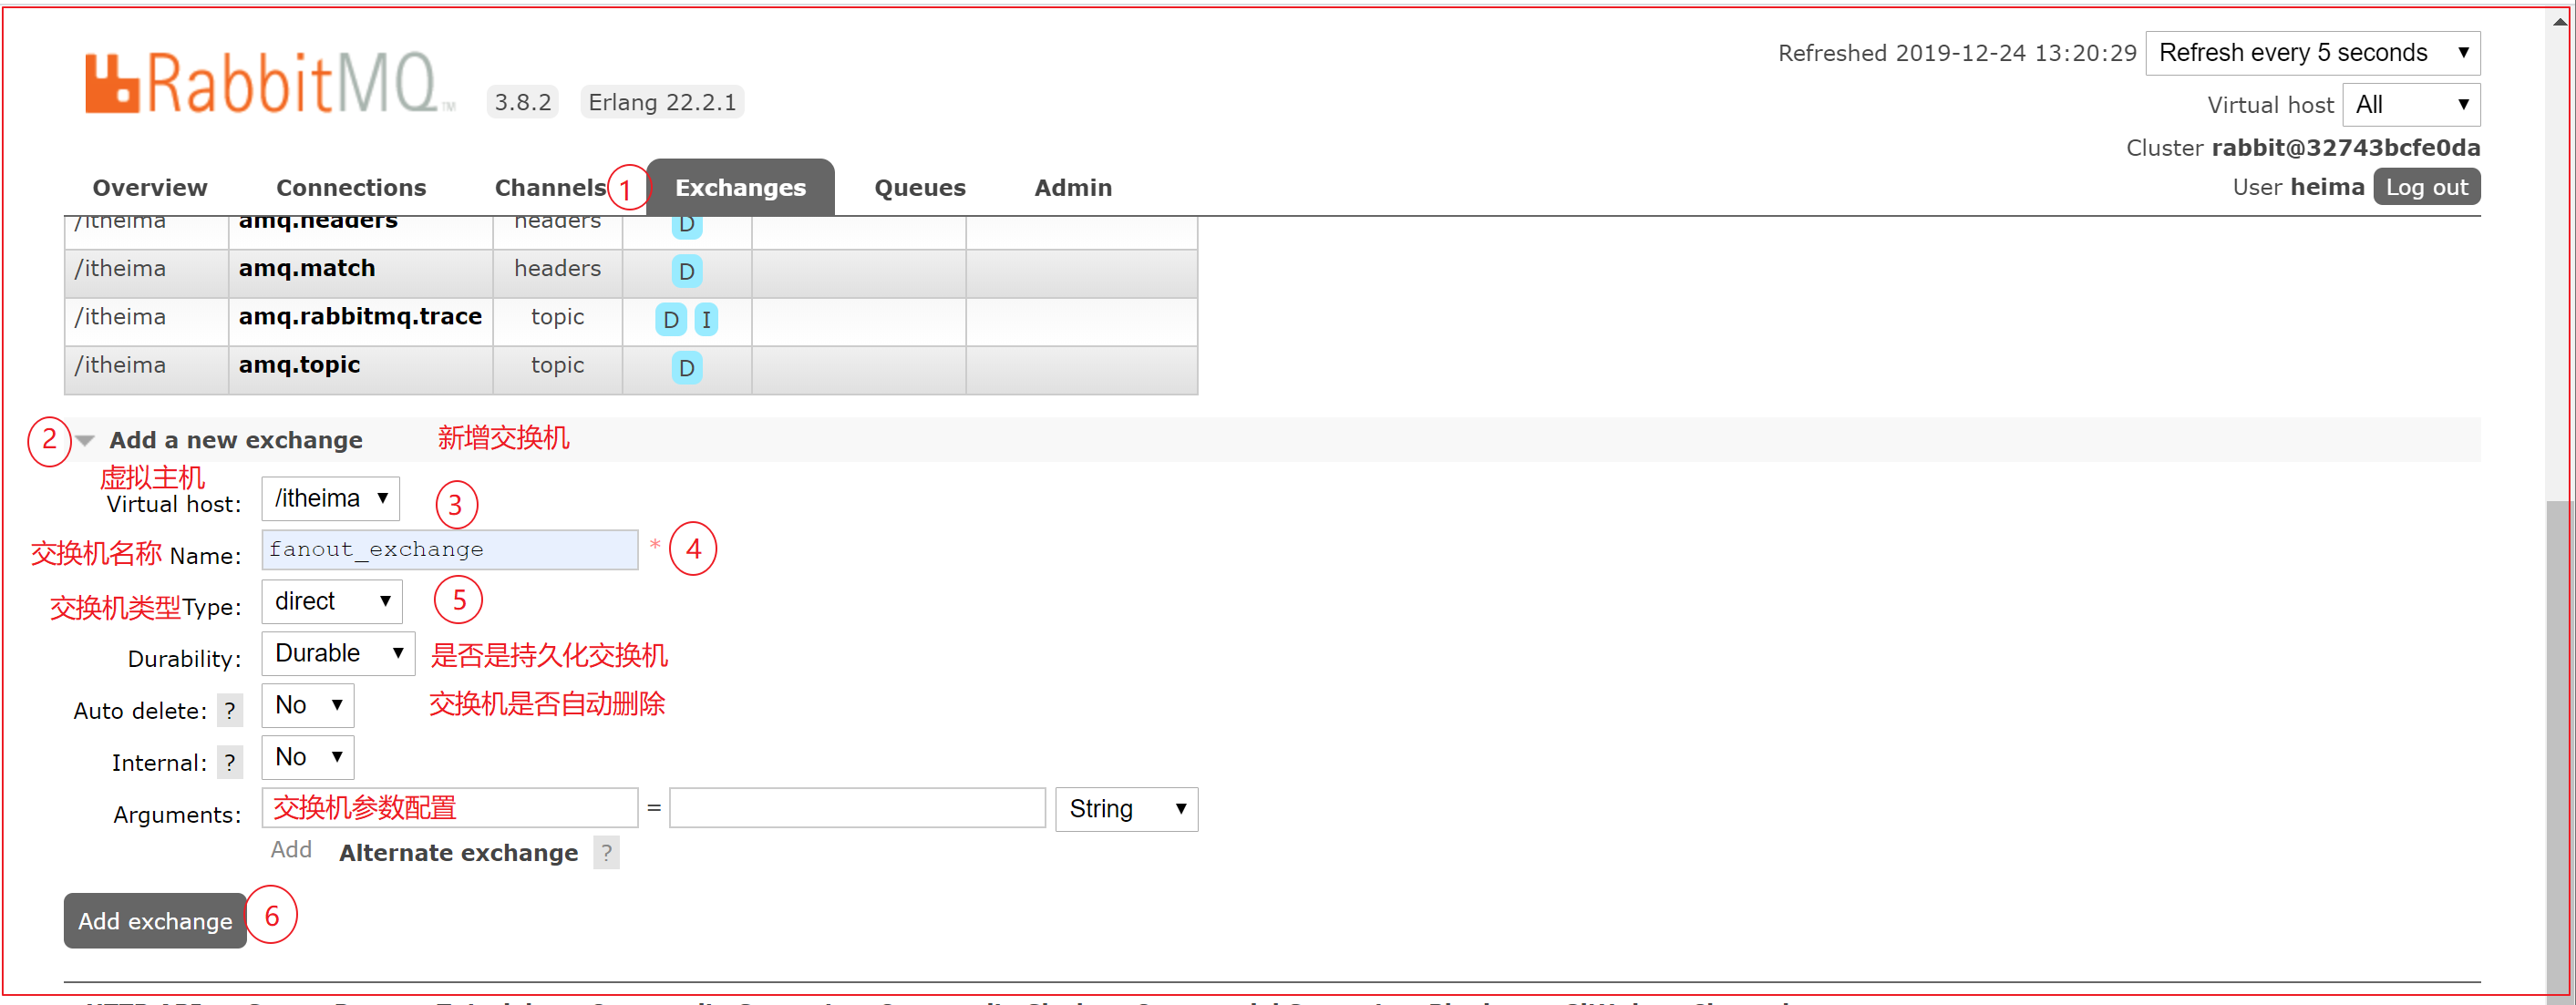 RabbitMQ TM 3.8.2 Erlang 22.2.1
Refreshed 2019-12-24 13:20:29 Refresh every 5 seconds
Virtual host All
Cluster rabbit@32743bcfe0da
User heima Log out
Overview Connections Channels 1 Exchanges Queues Admin
/itheima amq.headers headers D
/itheima amq.match headers D
/itheima amq.rabbitmq.trace topic D I
/itheima amq.topic topic D
2 Add a new exchange 新增交换机
虚拟主机
Virtual host: /itheima 3
交换机名称 Name: fanout_exchange * 4
交换机类型 Type: direct 5
Durability: Durable 是否是持久化交换机
Auto delete: ? No 交换机是否自动删除
Internal: ? No
Arguments: 交换机参数配置 = String
Add Alternate exchange ?
Add exchange 6